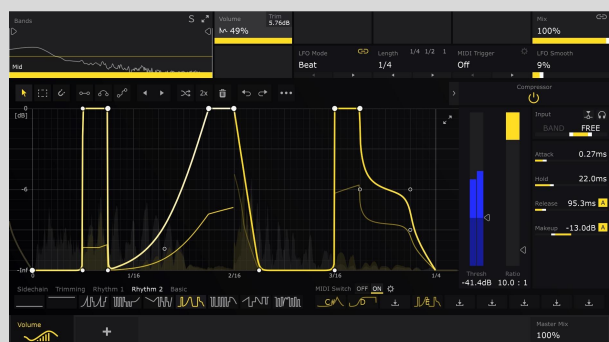 Bands S Volume Trim Mix
49% 5.76dB 100%
LFO Mode Length 1/4 1/2 1 MIDI Trigger LFO Smooth
Mid Beat 1/4 Off 9%
2x Compressor
0
[dB] Input
BAND FREE
Attack 0.27ms
-6 Hold 22.0ms
Release 95.3ms A
Makeup -13.0dB A
-Inf
0 1/16 2/16 3/16 1/4
Thresh Ratio
-41.4dB 10.0 : 1
Sidechain Trimming Rhythm 1 Rhythm 2 Basic MIDI Switch OFF ON
C# D
Volume + Master Mix
100%